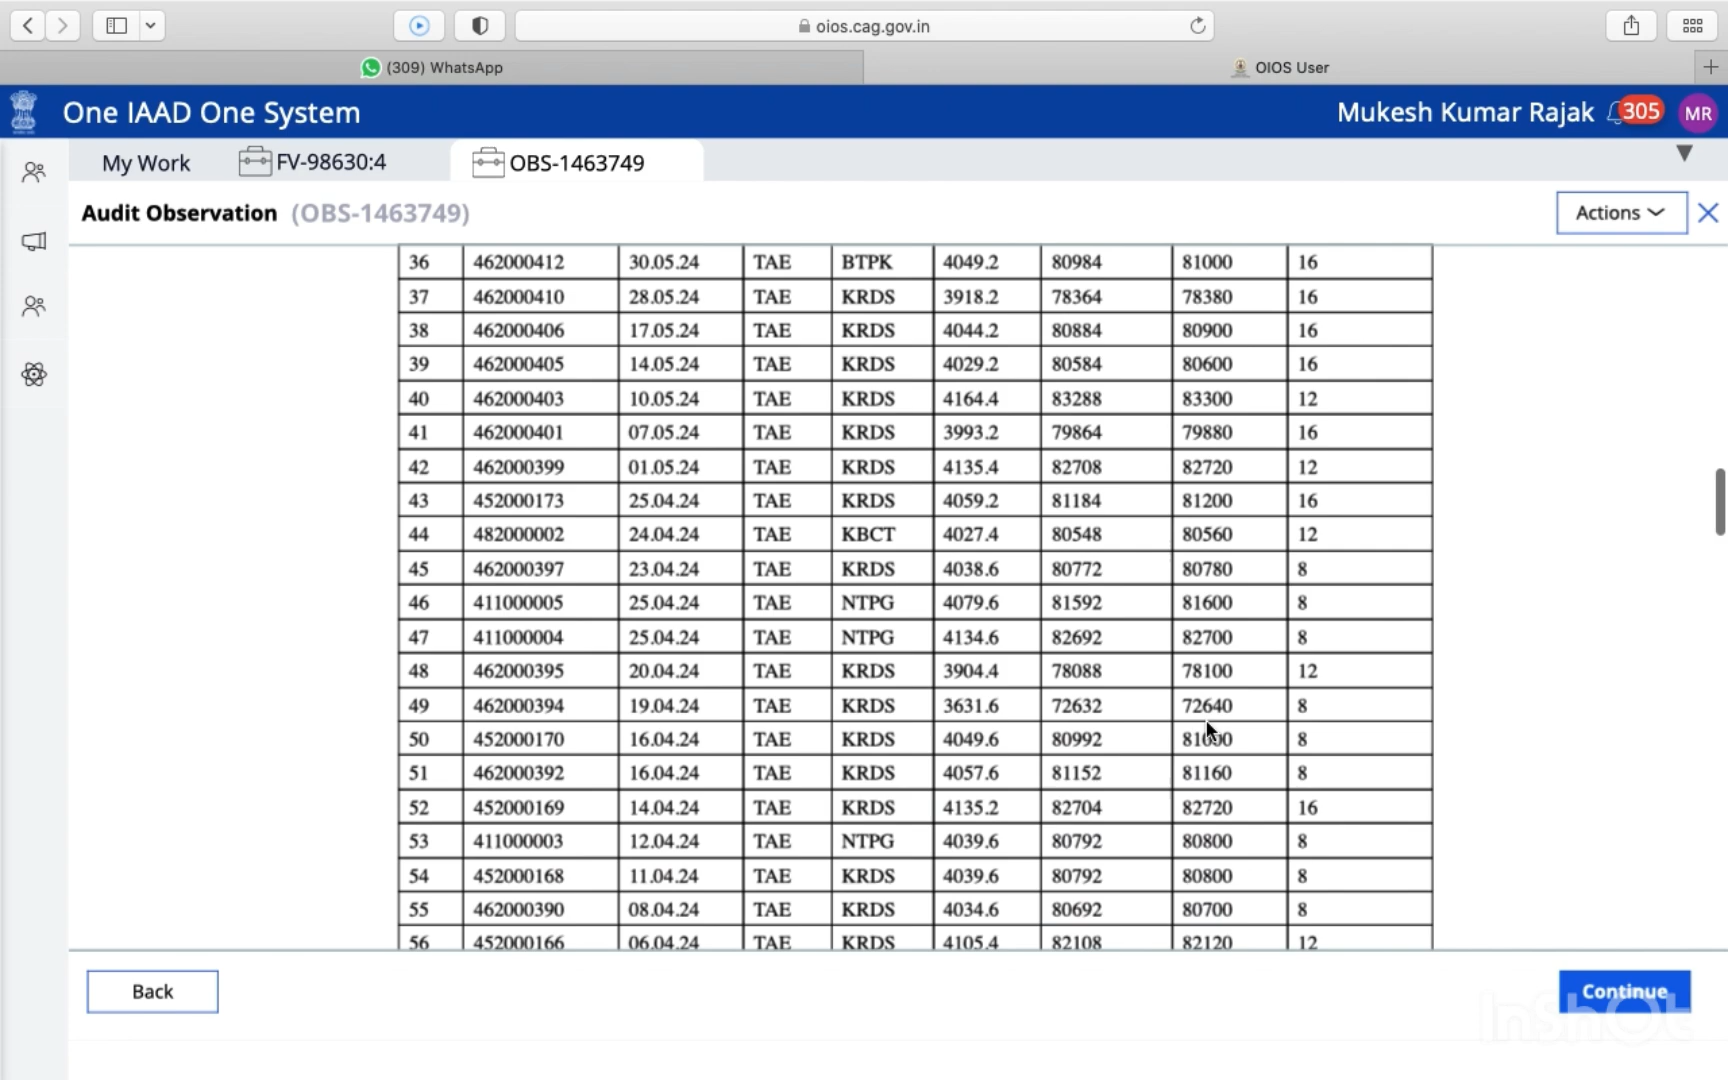 oios.cag.gov.in
(309) WhatsApp
OIOS User
One IAAD One System
Mukesh Kumar Rajak 305 MR
My Work FV-98630:4 OBS-1463749
Audit Observation (OBS-1463749) Actions
36 462000412 30.05.24 TAE BTPK 4049.2 80984 81000 16
37 462000410 28.05.24 TAE KRDS 3918.2 78364 78380 16
38 462000406 17.05.24 TAE KRDS 4044.2 80884 80900 16
39 462000405 14.05.24 TAE KRDS 4029.2 80584 80600 16
40 462000403 10.05.24 TAE KRDS 4164.4 83288 83300 12
41 462000401 07.05.24 TAE KRDS 3993.2 79864 79880 16
42 462000399 01.05.24 TAE KRDS 4135.4 82708 82720 12
43 452000173 25.04.24 TAE KRDS 4059.2 81184 81200 16
44 482000002 24.04.24 TAE KBCT 4027.4 80548 80560 12
45 462000397 23.04.24 TAE KRDS 4038.6 80772 80780 8
46 411000005 25.04.24 TAE NTPG 4079.6 81592 81600 8
47 411000004 25.04.24 TAE NTPG 4134.6 82692 82700 8
48 462000395 20.04.24 TAE KRDS 3904.4 78088 78100 12
49 462000394 19.04.24 TAE KRDS 3631.6 72632 72640 8
50 452000170 16.04.24 TAE KRDS 4049.6 80992 81000 8
51 462000392 16.04.24 TAE KRDS 4057.6 81152 81160 8
52 452000169 14.04.24 TAE KRDS 4135.2 82704 82720 16
53 411000003 12.04.24 TAE NTPG 4039.6 80792 80800 8
54 452000168 11.04.24 TAE KRDS 4039.6 80792 80800 8
55 462000390 08.04.24 TAE KRDS 4034.6 80692 80700 8
56 452000166 06.04.24 TAE KRDS 4105.4 82108 82120 12
Back Continue
InShOt